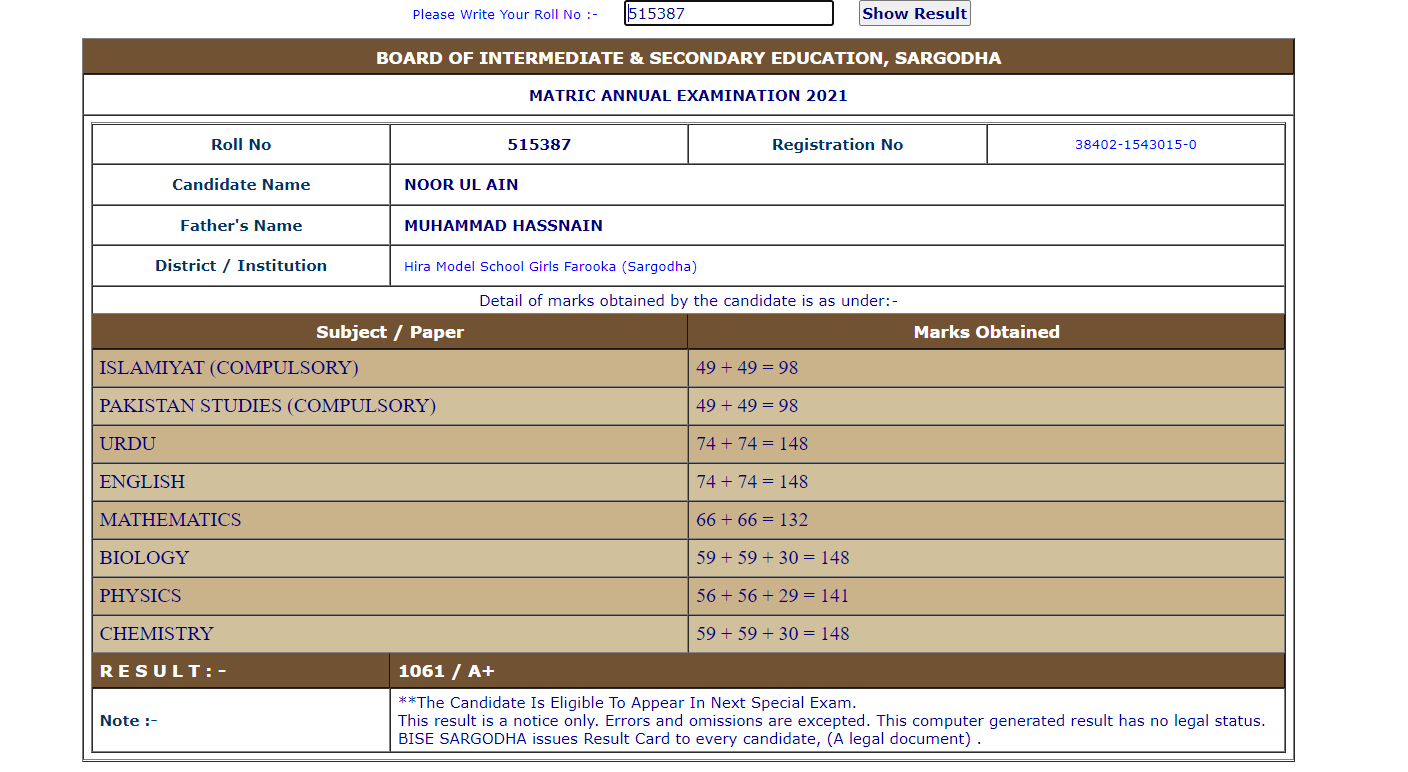 Please Write Your Roll No :- 515387 Show Result
BOARD OF INTERMEDIATE & SECONDARY EDUCATION, SARGODHA
MATRIC ANNUAL EXAMINATION 2021
Roll No 515387 Registration No 38402-1543015-0
Candidate Name NOOR UL AIN
Father's Name MUHAMMAD HASSNAIN
District / Institution Hira Model School Girls Farooka (Sargodha)
Detail of marks obtained by the candidate is as under:-
Subject / Paper Marks Obtained
ISLAMIYAT (COMPULSORY) 49 + 49 = 98
PAKISTAN STUDIES (COMPULSORY) 49 + 49 = 98
URDU 74 + 74 = 148
ENGLISH 74 + 74 = 148
MATHEMATICS 66 + 66 = 132
BIOLOGY 59 + 59 + 30 = 148
PHYSICS 56 + 56 + 29 = 141
CHEMISTRY 59 + 59 + 30 = 148
R E S U L T : - 1061 / A+
Note :- **The Candidate Is Eligible To Appear In Next Special Exam.
This result is a notice only. Errors and omissions are excepted. This computer generated result has no legal status.
BISE SARGODHA issues Result Card to every candidate, (A legal document) .